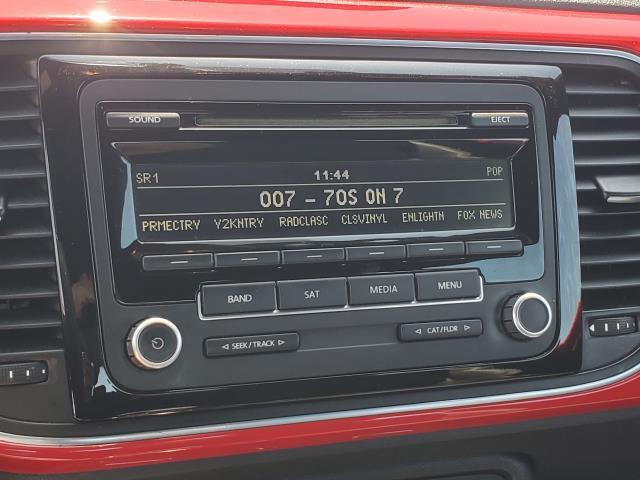 SOUND EJECT
SR1 11:44 POP
007 - 70S ON 7
PRMECTRY Y2KNTRY RADCLASC CLSVINYL ENLIGHTN FOX NEWS
BAND SAT MEDIA MENU
SEEK / TRACK CAT/FLDR